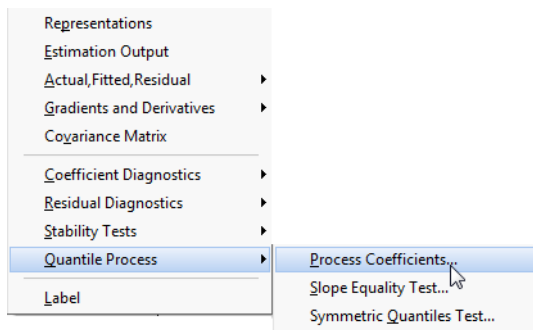 Representations
Estimation Output
Actual,Fitted,Residual
Gradients and Derivatives
Covariance Matrix
Coefficient Diagnostics
Residual Diagnostics
Stability Tests
Quantile Process
Process Coefficients...
Slope Equality Test...
Symmetric Quantiles Test...
Label